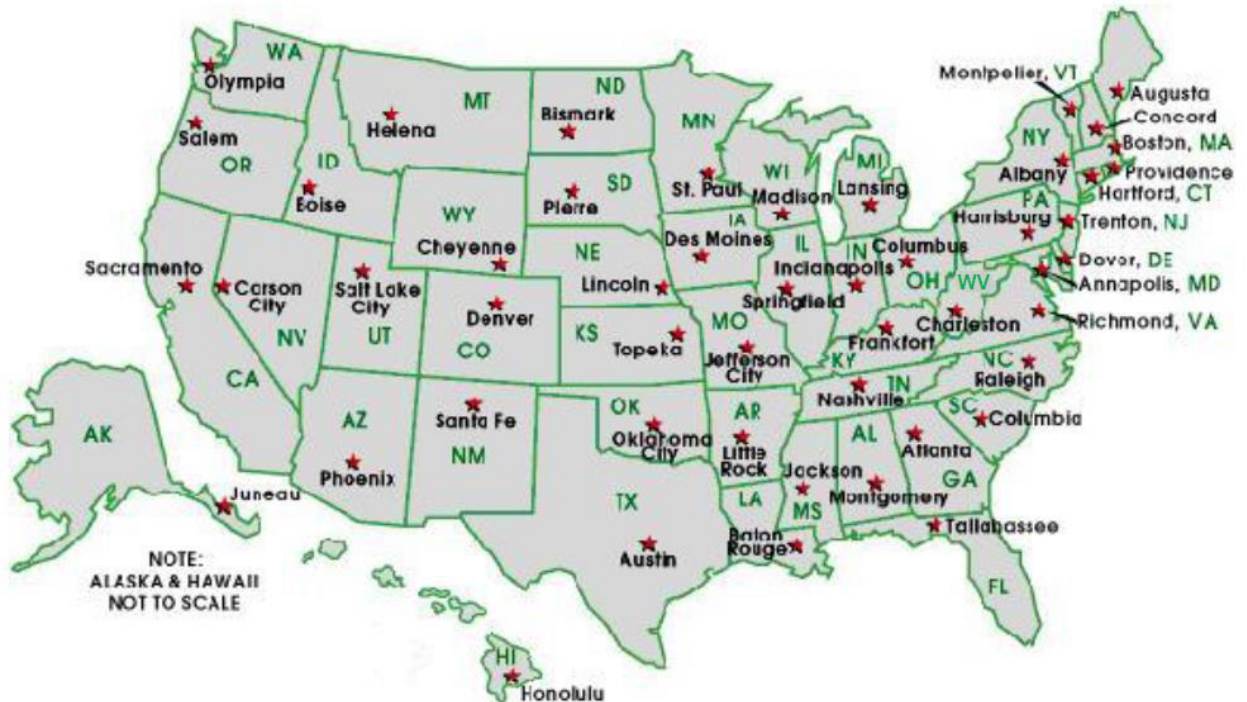 WA
Olympia
MT
ND
Montpelier, VT
Helena
Bismark
MN
Augusta
Concord
Salem
OR
ID
NY
Boston, MA
Boise
SD
Pierre
St. Paul
WI
Madison
MI
Lansing
Albany
Providence
Hartford, CT
WY
Cheyenne
IA
Des Moines
PA
Harrisburg
Trenton, NJ
NE
Lincoln
IL
IN
Indianapolis
Columbus
OH
WV
Dover, DE
Annapolis, MD
Sacramento
Carson
City
Salt Lake
City
Springfield
NV
UT
Denver
CO
KS
Topeka
MO
Jefferson
City
Frankfort
KY
Charleston
Richmond, VA
CA
AZ
Santa Fe
NM
OK
Oklahoma
City
AR
Little
Rock
Nashville
TN
NC
Raleigh
SC
Columbia
AK
Phoenix
Juneau
TX
Austin
LA
Baton
Rouge
Jackson
MS
AL
Montgomery
Atlanta
GA
Tallahassee
FL
NOTE:
ALASKA & HAWAII
NOT TO SCALE
HI
Honolulu